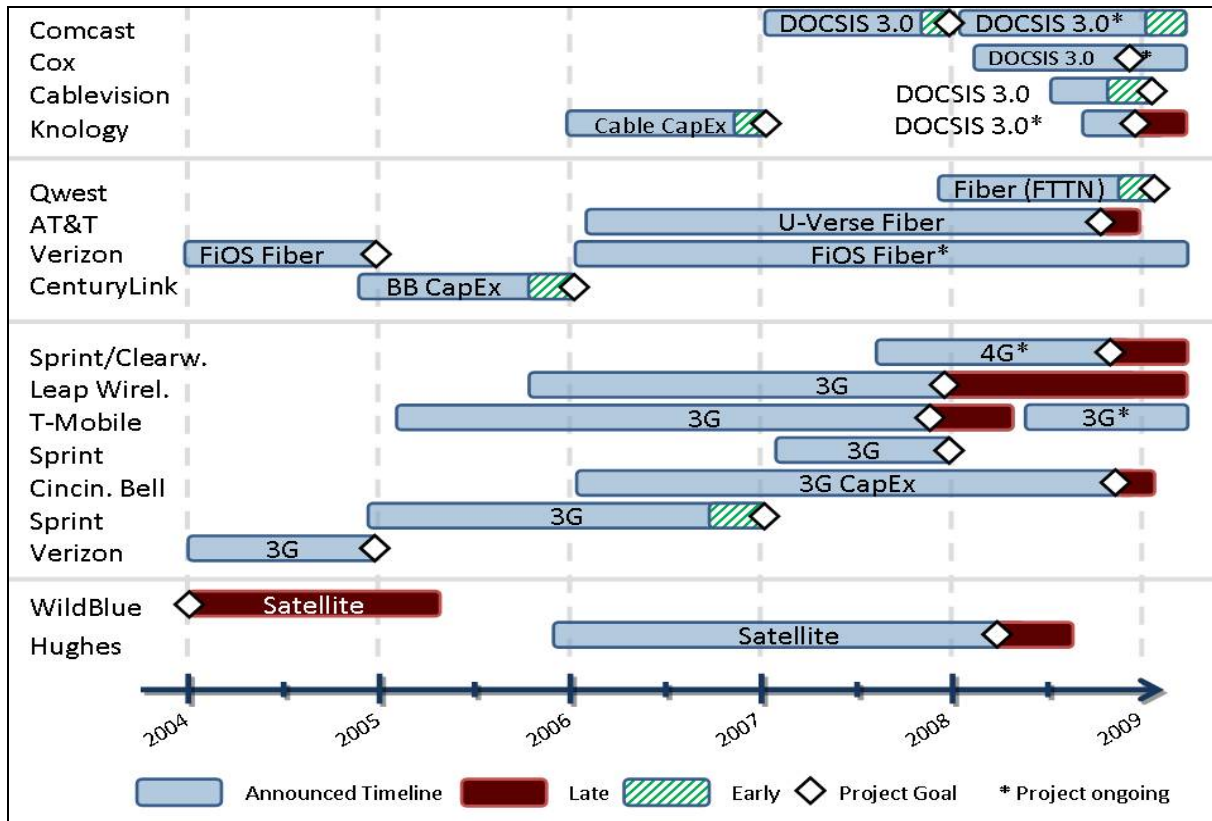 Comcast DOCSIS 3.0 DOCSIS 3.0*
Cox DOCSIS 3.0 *
Cablevision DOCSIS 3.0
Knology Cable CapEx DOCSIS 3.0*
Qwest Fiber (FTTN)
AT&T U-Verse Fiber
Verizon FiOS Fiber FiOS Fiber*
CenturyLink BB CapEx
Sprint/Clearw. 4G*
Leap Wirel. 3G
T-Mobile 3G 3G*
Sprint 3G
Cincin. Bell 3G CapEx
Sprint 3G
Verizon 3G
WildBlue Satellite
Hughes Satellite
2004 2005 2006 2007 2008 2009
Announced Timeline Late Early Project Goal * Project ongoing